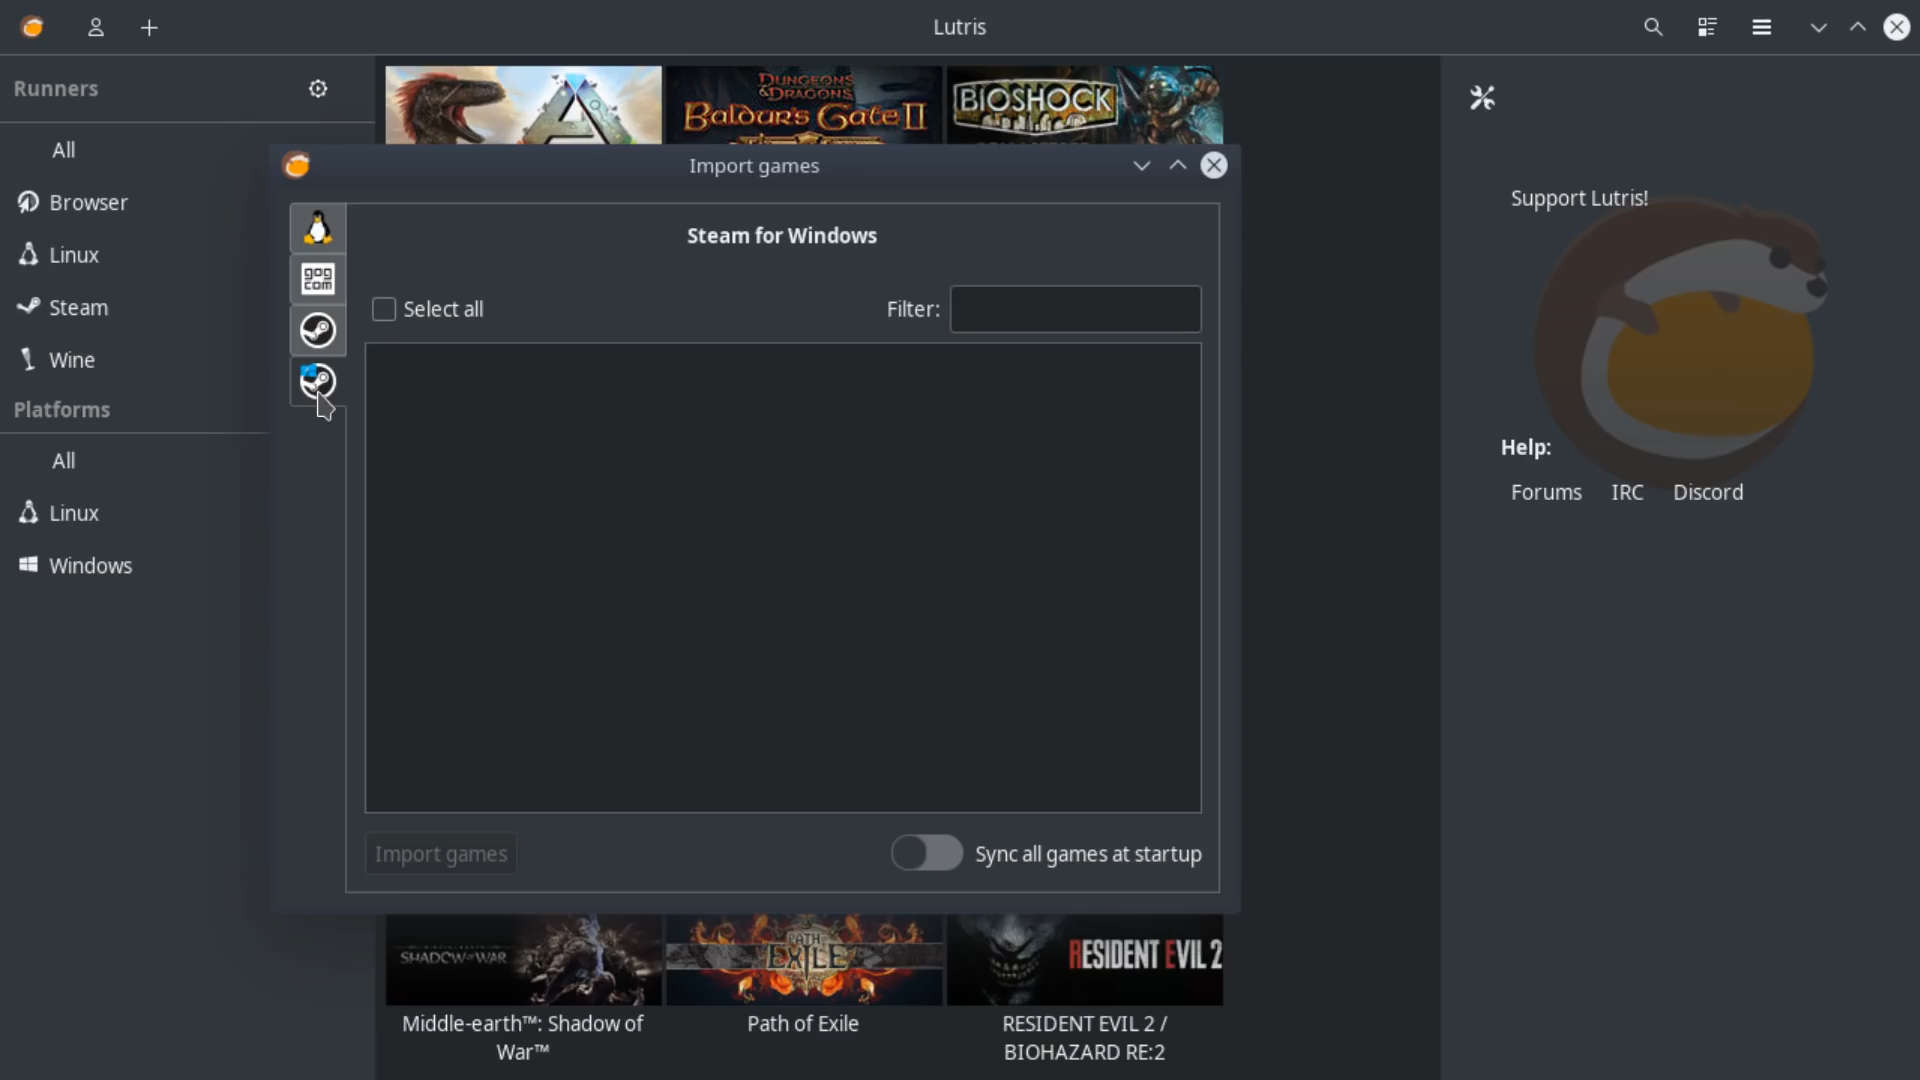 Lutris
Runners
All
Browser
Linux
Steam
Wine
Platforms
All
Linux
Windows
DUNGEONS
& DRAGONS
Baldur's Gate II
BIOSHOCK
Import games
gog
com
Steam for Windows
Select all
Filter:
Import games
Sync all games at startup
SHADOW OF WAR
PATH
OF
EXILE
RESIDENT EVIL 2
Middle-earth™: Shadow of
War™
Path of Exile
RESIDENT EVIL 2 /
BIOHAZARD RE:2
Support Lutris!
Help:
Forums
IRC
Discord